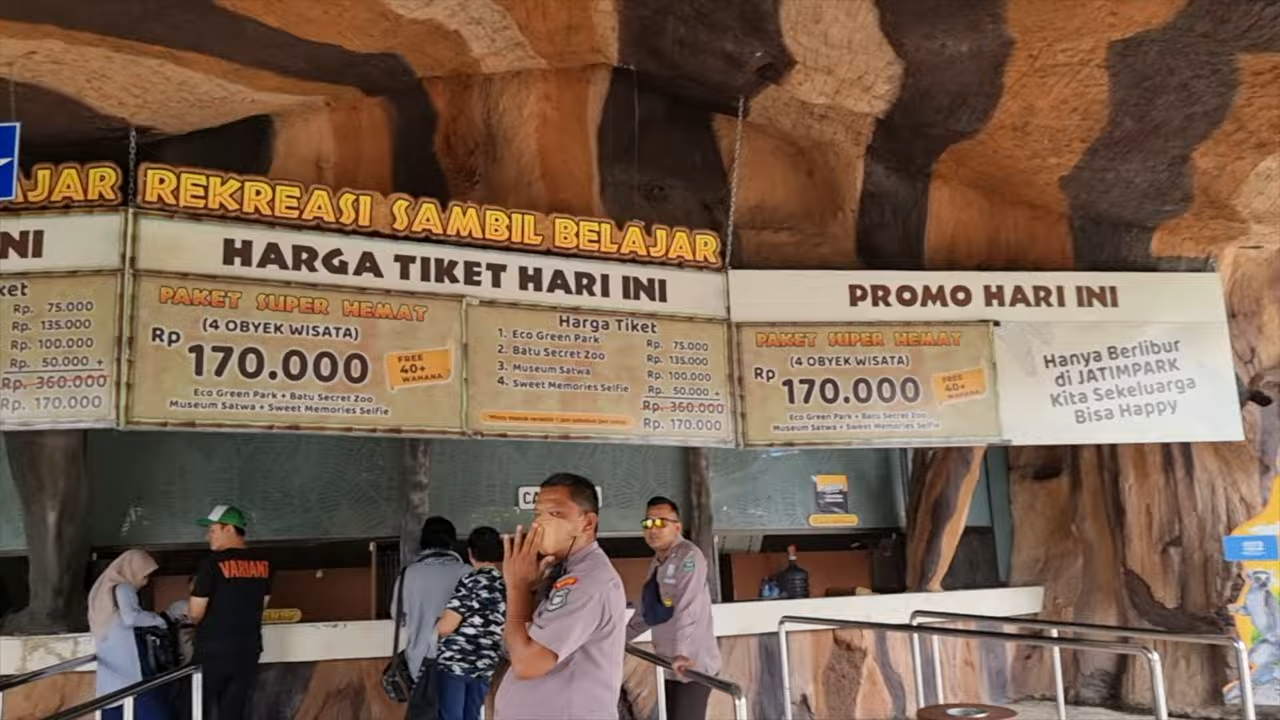 AJAR
NI
ket
Rp. 75.000
Rp. 135.000
Rp. 100.000
Rp. 50.000 +
Rp. 360.000
Rp. 170.000
REKREASI SAMBIL BELAJAR
HARGA TIKET HARI INI
PAKET SUPER HEMAT
(4 OBYEK WISATA)
Rp 170.000
FREE
40+
WAHANA
Eco Green Park + Batu Secret Zoo
Museum Satwa + Sweet Memories Selfie
Harga Tiket
1. Eco Green Park Rp. 75.000
2. Batu Secret Zoo Rp. 135.000
3. Museum Satwa Rp. 100.000
4. Sweet Memories Selfie Rp. 50.000 +
Rp. 360.000
Rp. 170.000
PROMO HARI INI
PAKET SUPER HEMAT
(4 OBYEK WISATA)
Rp 170.000
FREE
40+
WAHANA
Eco Green Park + Batu Secret Zoo
Museum Satwa + Sweet Memories Selfie
Hanya Berlibur
di JATIMPARK
Kita Sekeluarga
Bisa Happy
CA
VARIANT